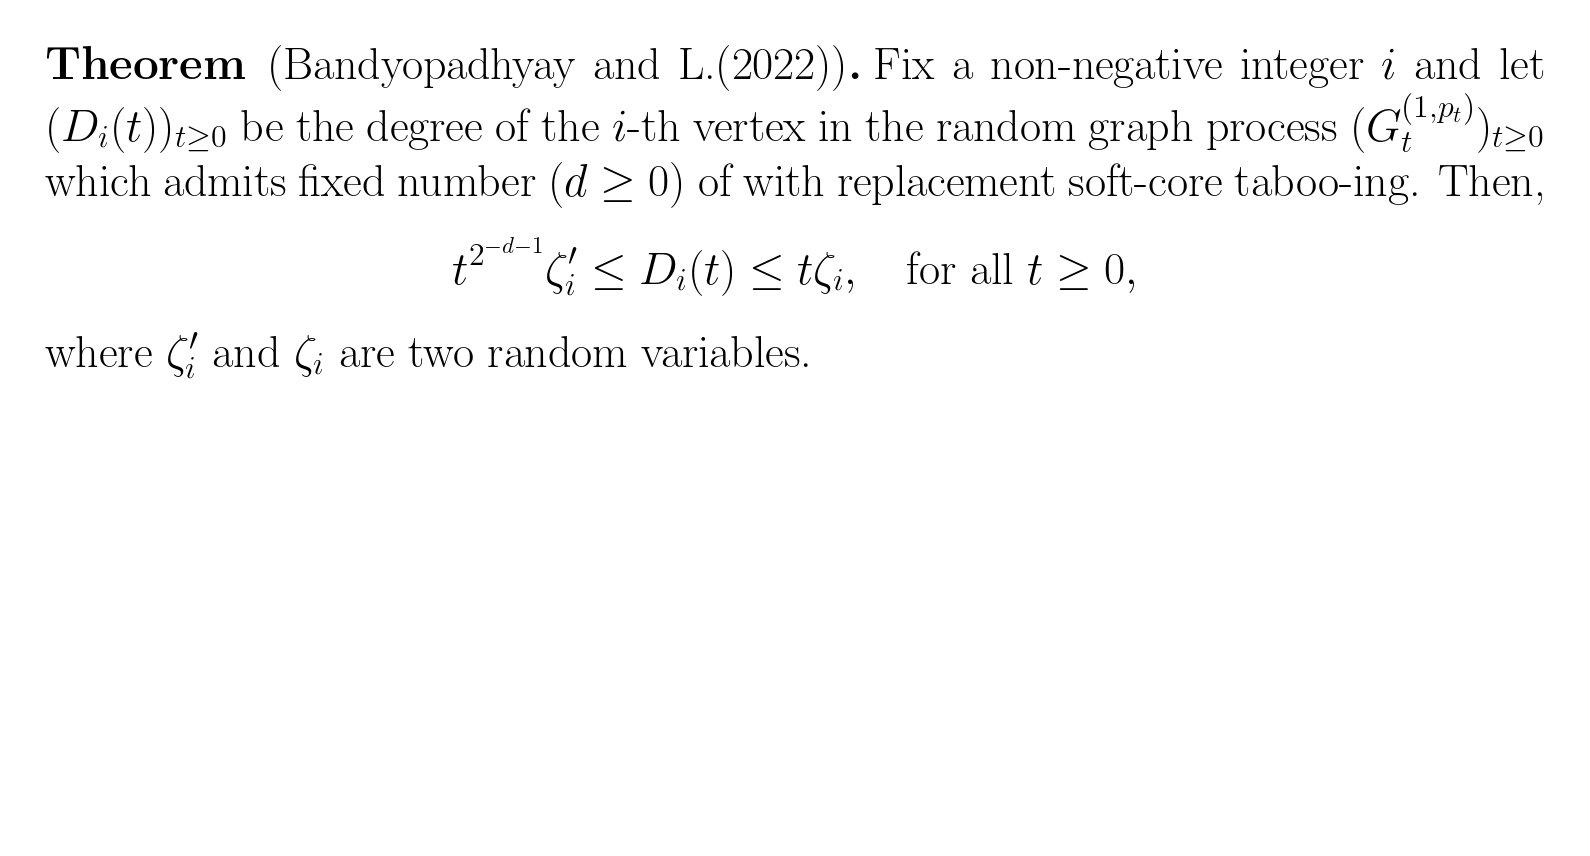 Theorem (Bandyopadhyay and L.(2022)). Fix a non-negative integer $i$ and let
$(D_i(t))_{t\geq 0}$ be the degree of the $i$-th vertex in the random graph process $(G_t^{(1,p_t)})_{t\geq 0}$
which admits fixed number $(d \geq 0)$ of with replacement soft-core taboo-ing. Then,
$t^{2^{-d-1}}\zeta_i' \leq D_i(t) \leq t\zeta_i,$ for all $t \geq 0,$
where $\zeta_i'$ and $\zeta_i$ are two random variables.